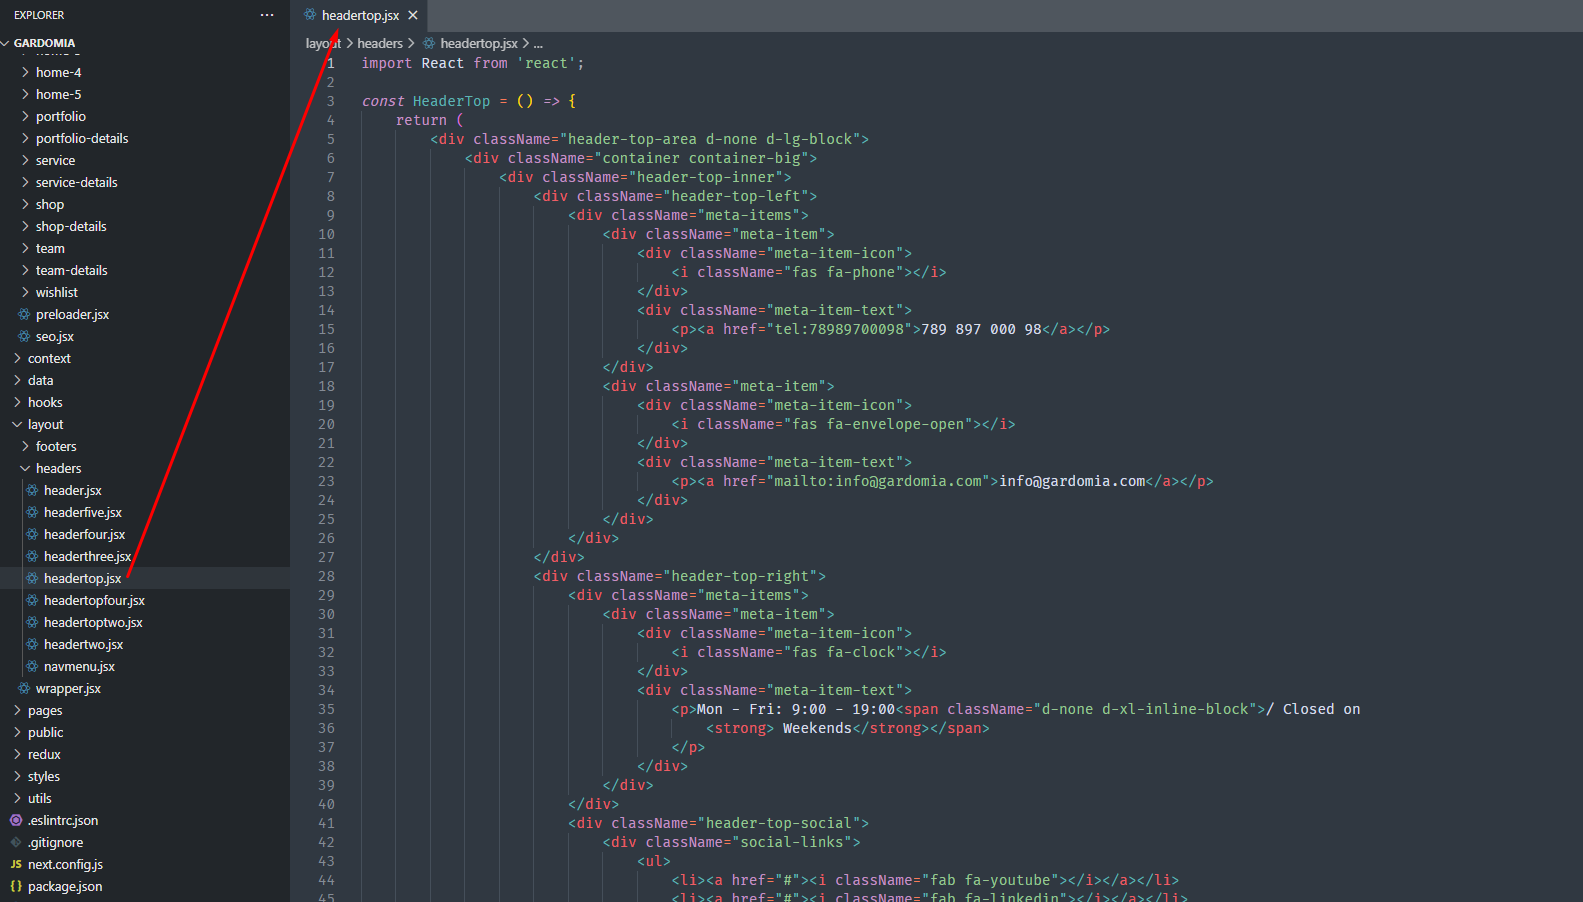 EXPLORER
GARDOMIA
home-4
home-5
portfolio
portfolio-details
service
service-details
shop
shop-details
team
team-details
wishlist
preloader.jsx
seo.jsx
context
data
hooks
layout
footers
headers
header.jsx
headerfive.jsx
headerfour.jsx
headerthree.jsx
headertop.jsx
headertopfour.jsx
headertoptwo.jsx
headertwo.jsx
navmenu.jsx
wrapper.jsx
pages
public
redux
styles
utils
.eslintrc.json
.gitignore
JS next.config.js
{} package.json
headertop.jsx
layout > headers > headertop.jsx > ...
1 import React from 'react';
2
3 const HeaderTop = () => {
4 return (
5 <div className="header-top-area d-none d-lg-block">
6 <div className="container container-big">
7 <div className="header-top-inner">
8 <div className="header-top-left">
9 <div className="meta-items">
10 <div className="meta-item">
11 <div className="meta-item-icon">
12 <i className="fas fa-phone"></i>
13 </div>
14 <div className="meta-item-text">
15 <p><a href="tel:78989700098">789 897 000 98</a></p>
16 </div>
17 </div>
18 <div className="meta-item">
19 <div className="meta-item-icon">
20 <i className="fas fa-envelope-open"></i>
21 </div>
22 <div className="meta-item-text">
23 <p><a href="mailto:info@gardomia.com">info@gardomia.com</a></p>
24 </div>
25 </div>
26 </div>
27 </div>
28 <div className="header-top-right">
29 <div className="meta-items">
30 <div className="meta-item">
31 <div className="meta-item-icon">
32 <i className="fas fa-clock"></i>
33 </div>
34 <div className="meta-item-text">
35 <p>Mon - Fri: 9:00 - 19:00<span className="d-none d-xl-inline-block">/ Closed on
36 <strong> Weekends</strong></span>
37 </p>
38 </div>
39 </div>
40 </div>
41 <div className="header-top-social">
42 <div className="social-links">
43 <ul>
44 <li><a href="#"><i className="fab fa-youtube"></i></a></li>
45 <li><a href="#"><i className="fab fa-linkedin"></i></a></li>